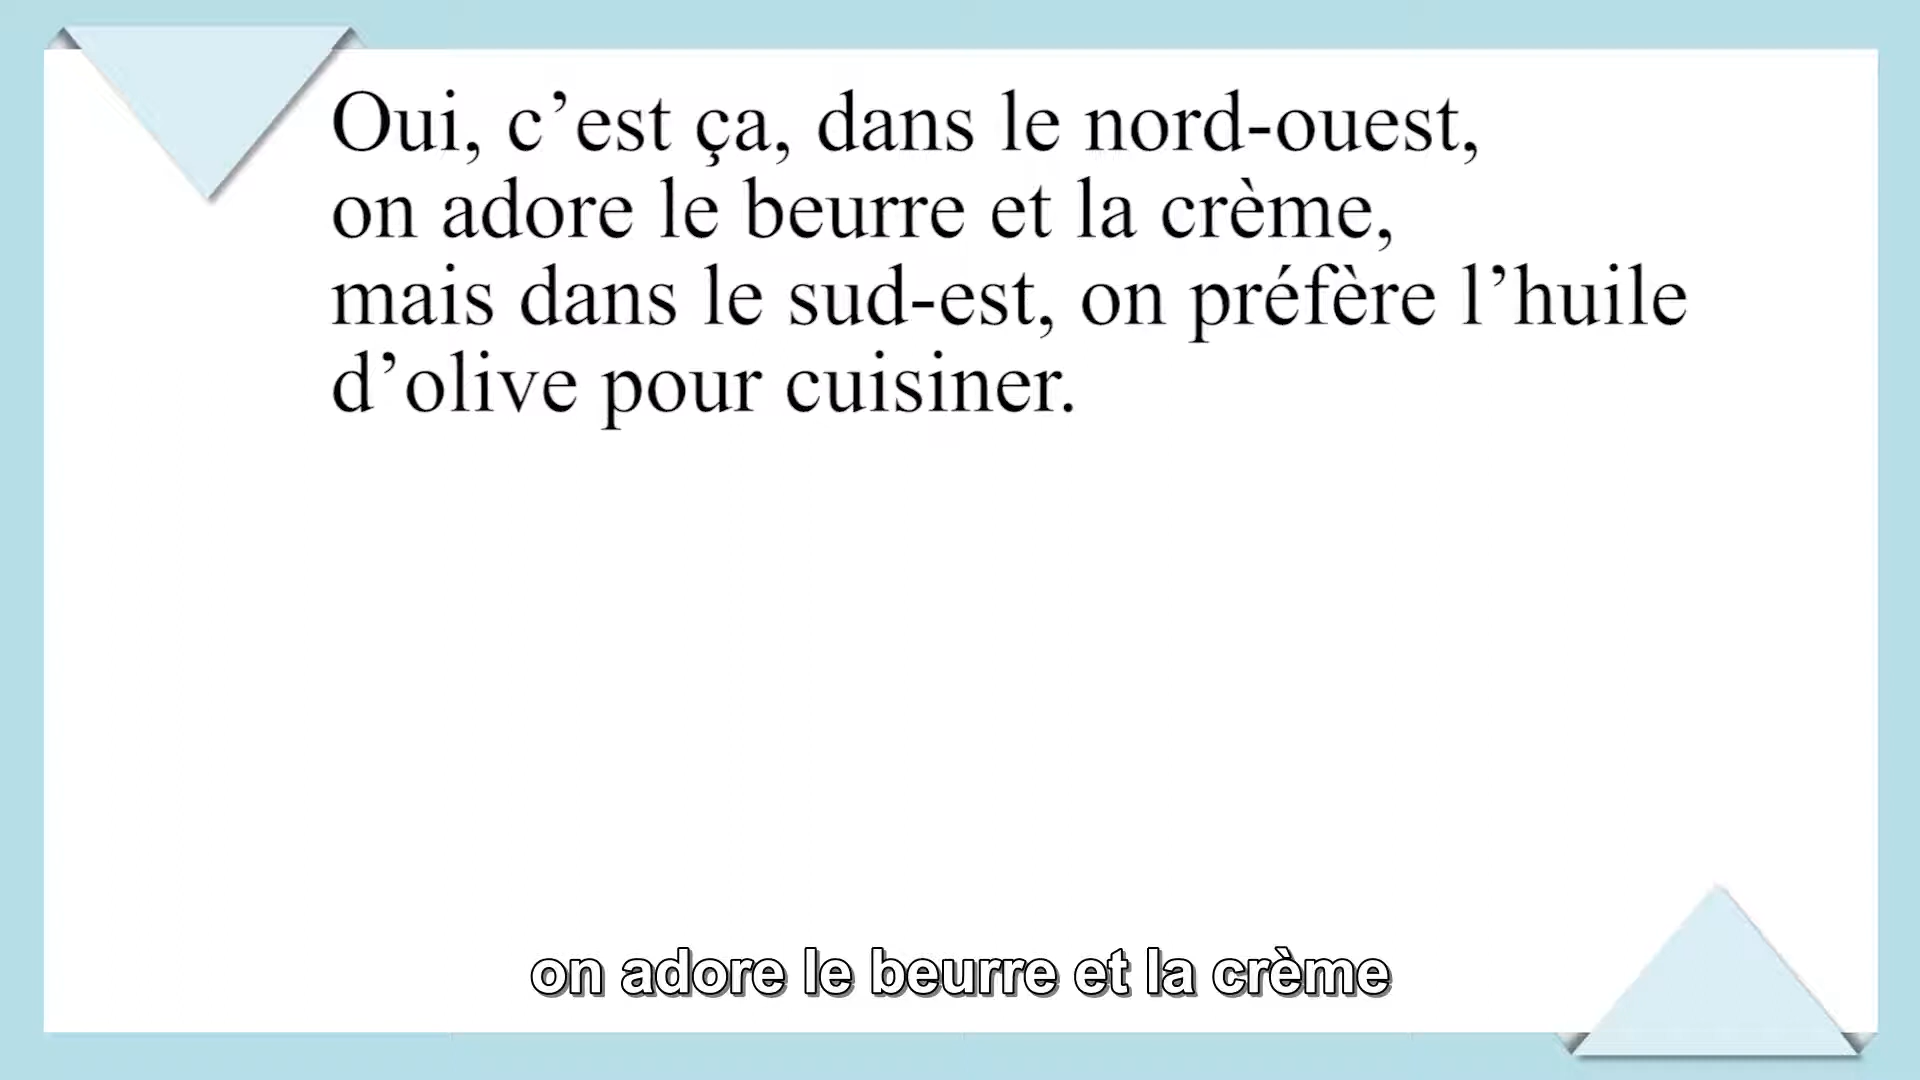 Oui, c’est ça, dans le nord-ouest,
on adore le beurre et la crème,
mais dans le sud-est, on préfère l’huile
d’olive pour cuisiner.
on adore le beurre et la crème